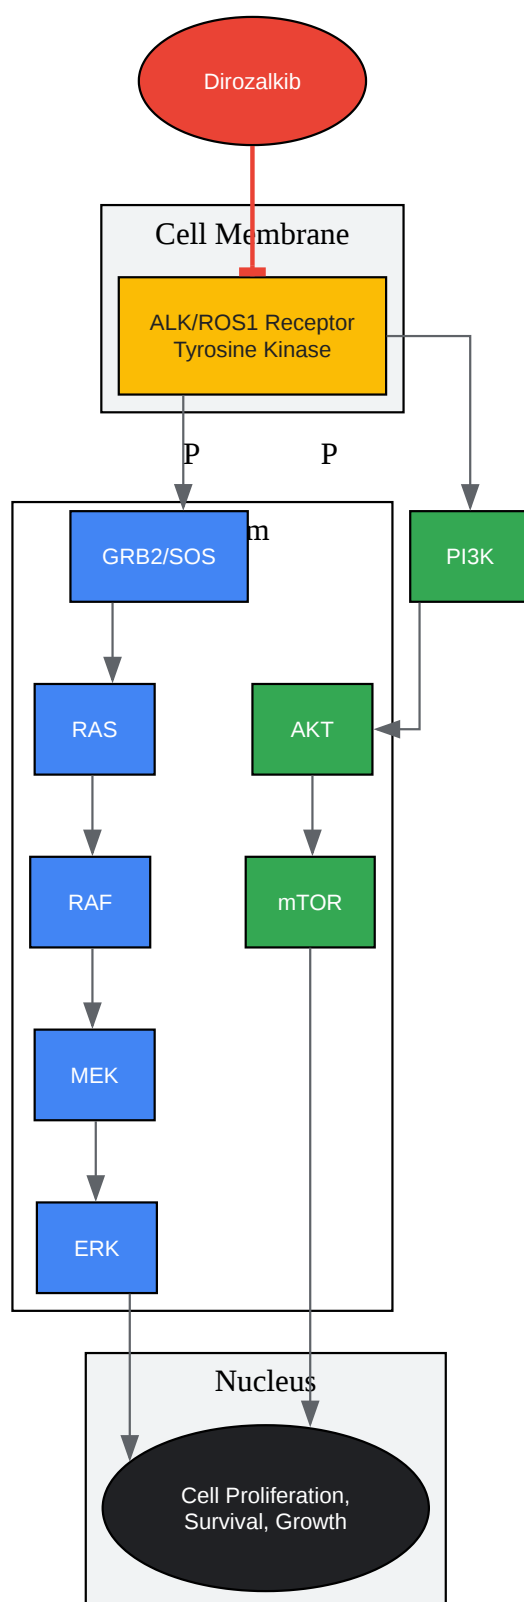 Dirozalkib
Cell Membrane
ALK/ROS1 Receptor
Tyrosine Kinase
P P
GRB2/SOS
PI3K
RAS
AKT
RAF
mTOR
MEK
ERK
Nucleus
Cell Proliferation,
Survival, Growth